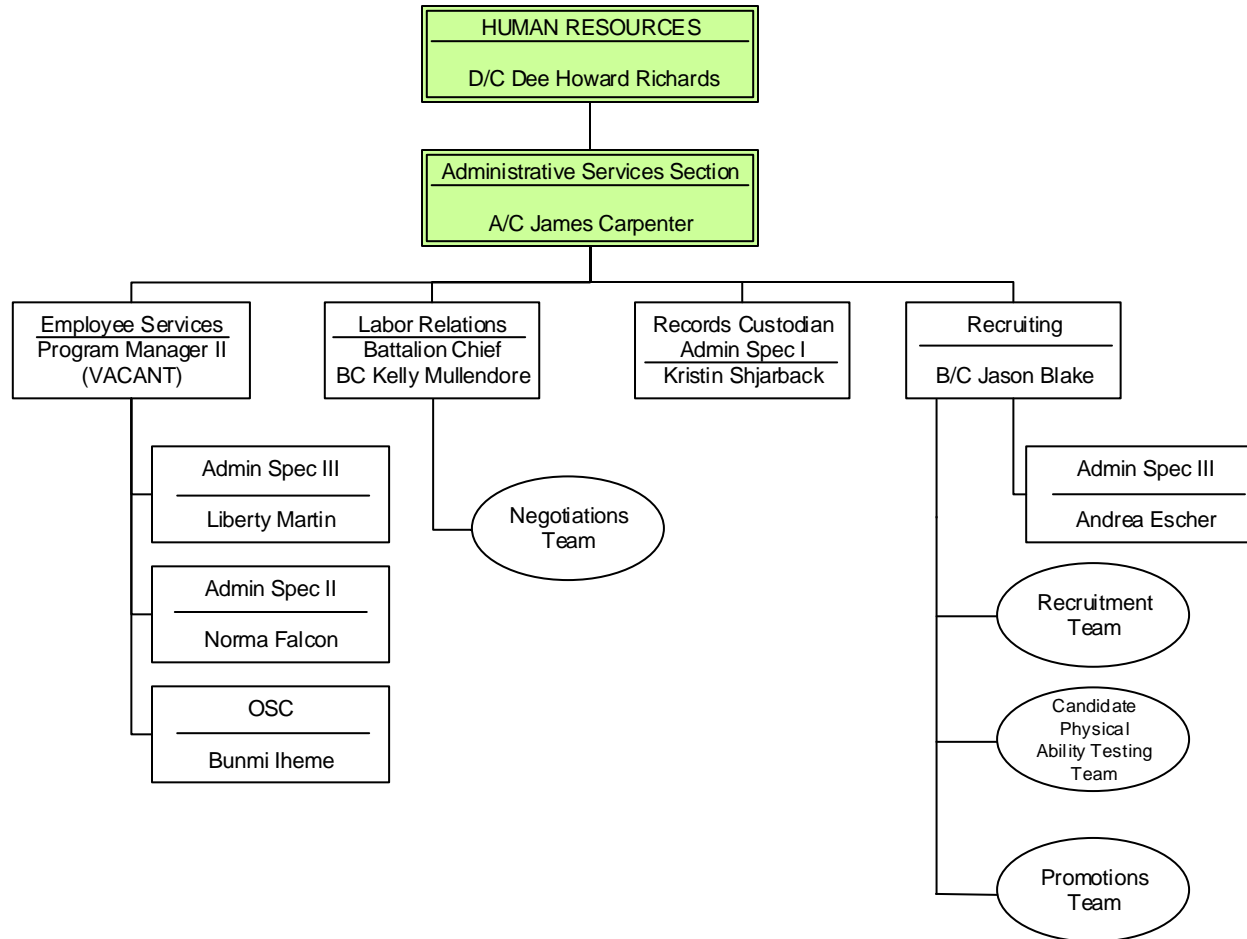 HUMAN RESOURCES
D/C Dee Howard Richards
Administrative Services Section
A/C James Carpenter
Employee Services
Program Manager II
(VACANT)
Labor Relations
Battalion Chief
BC Kelly Mullendore
Records Custodian
Admin Spec I
Kristin Shjarback
Recruiting
B/C Jason Blake
Admin Spec III
Liberty Martin
Admin Spec II
Norma Falcon
OSC
Bunmi Iheme
Negotiations
Team
Admin Spec III
Andrea Escher
Recruitment
Team
Candidate
Physical
Ability Testing
Team
Promotions
Team